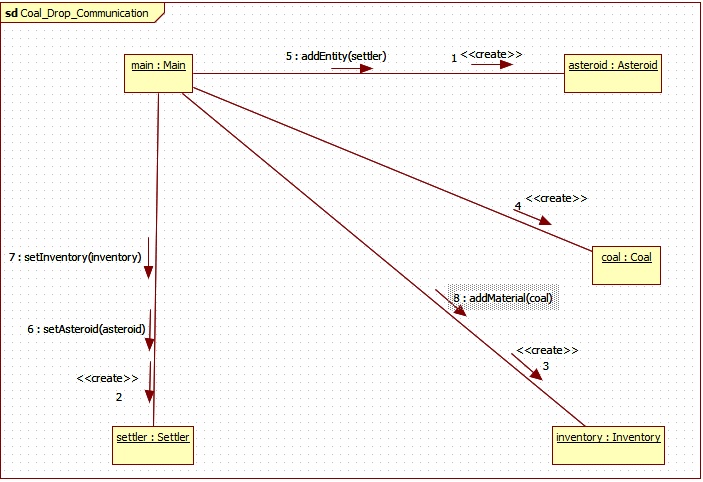 sd Coal_Drop_Communication
5 : addEntity(settler)
1 <<create>>
main : Main
asteroid : Asteroid
<<create>>
4
coal : Coal
7 : setInventory(inventory)
8 : addMaterial(coal)
6 : setAsteroid(asteroid)
<<create>>
3
<<create>>
2
settler : Settler
inventory : Inventory